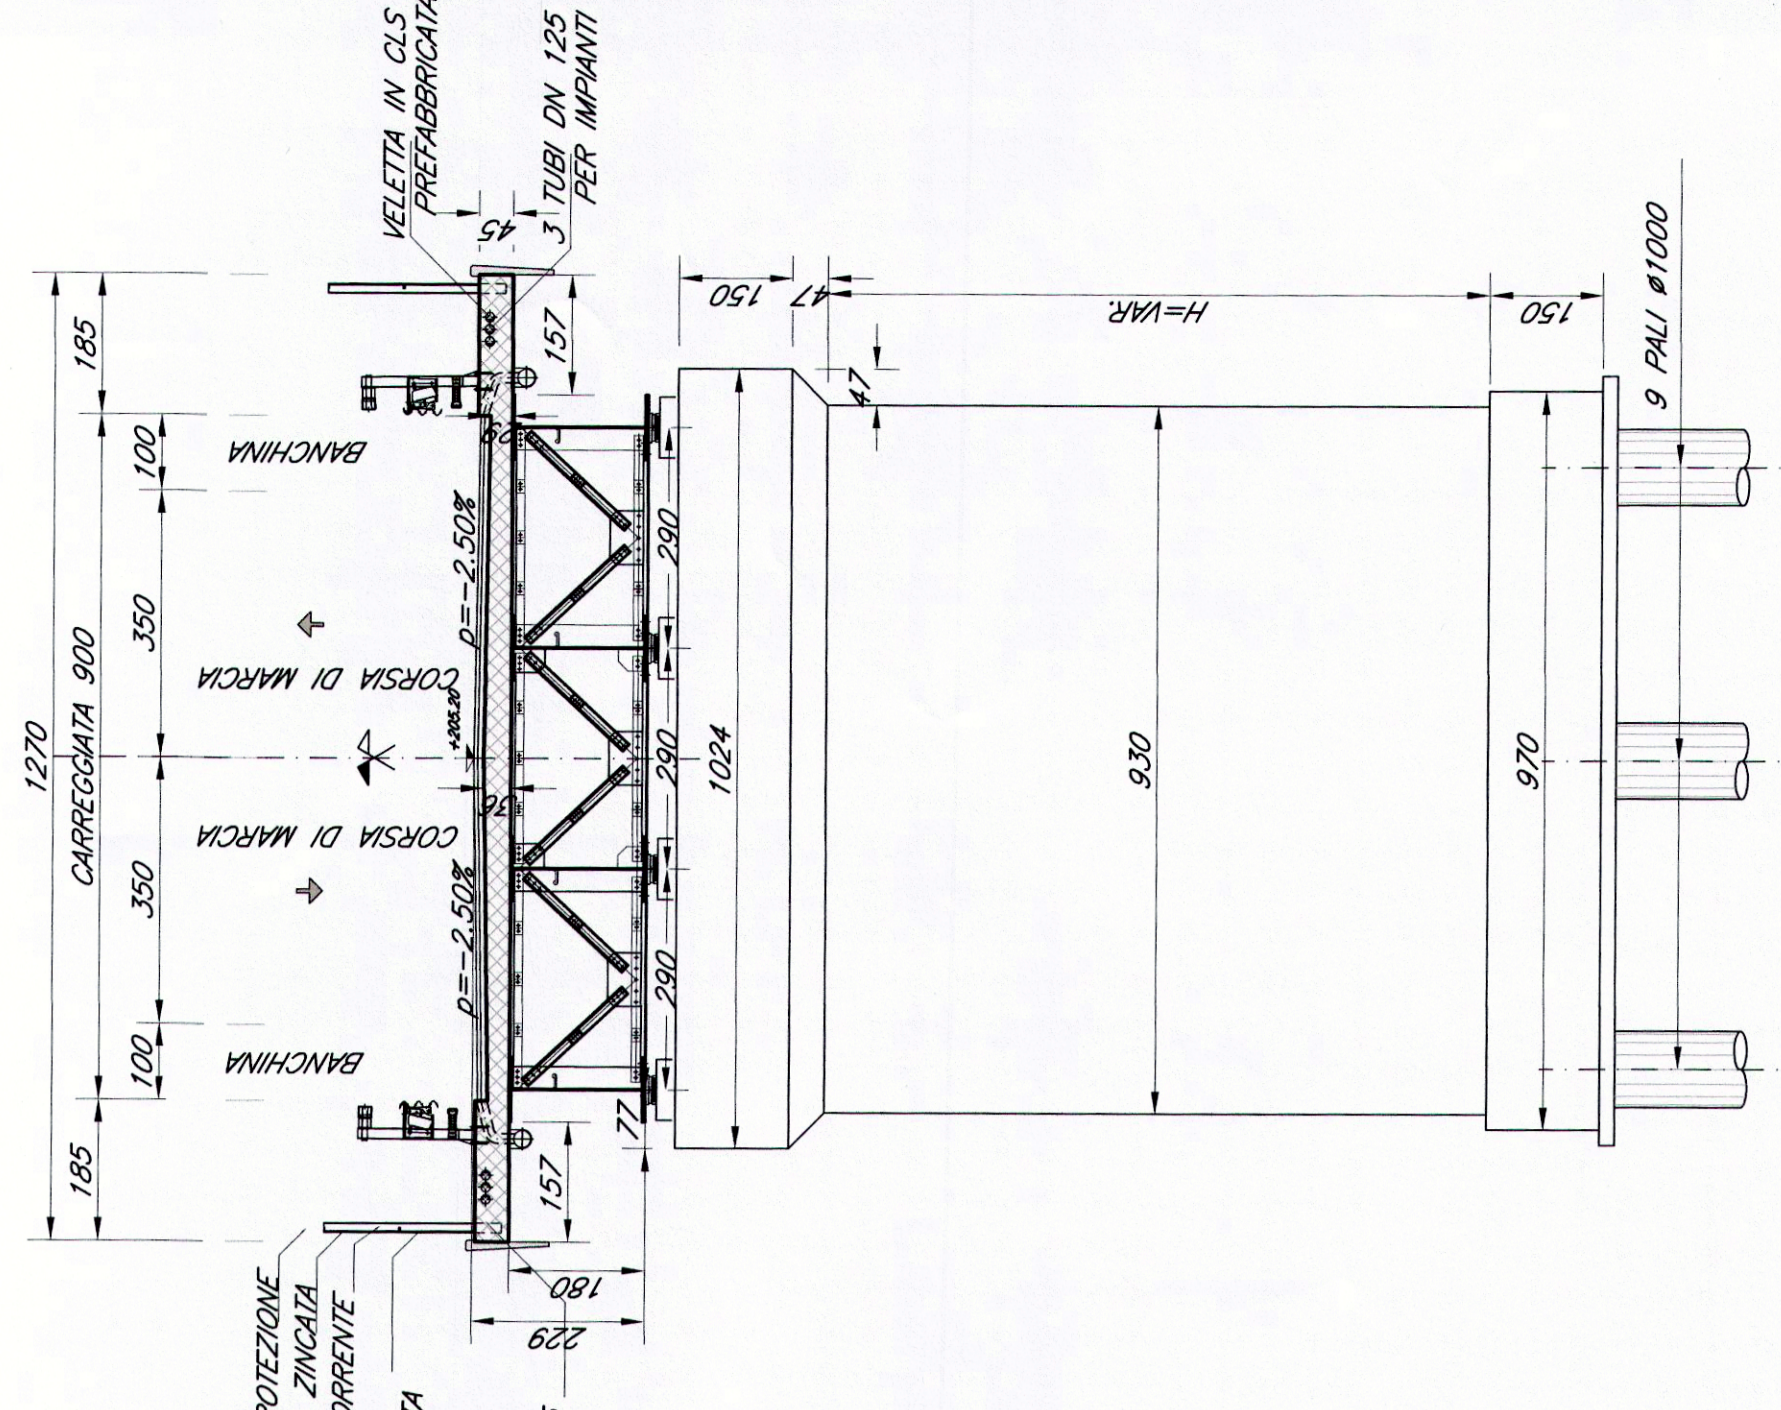 VELETTA IN CLS
PREFABBRICATA
3 TUBI DN 125
PER IMPIANTI
45
1270
185
CARREGGIATA 900
185
100
350
350
100
BANCHINA
CORSIA DI MARCIA
CORSIA DI MARCIA
BANCHINA
p=-2.50%
+205.20
p=-2.50%
36
157
157
290
290
290
77
180
229
150
47
47
H=VAR.
150
1024
930
970
9 PALI ø1000
ZINCATA